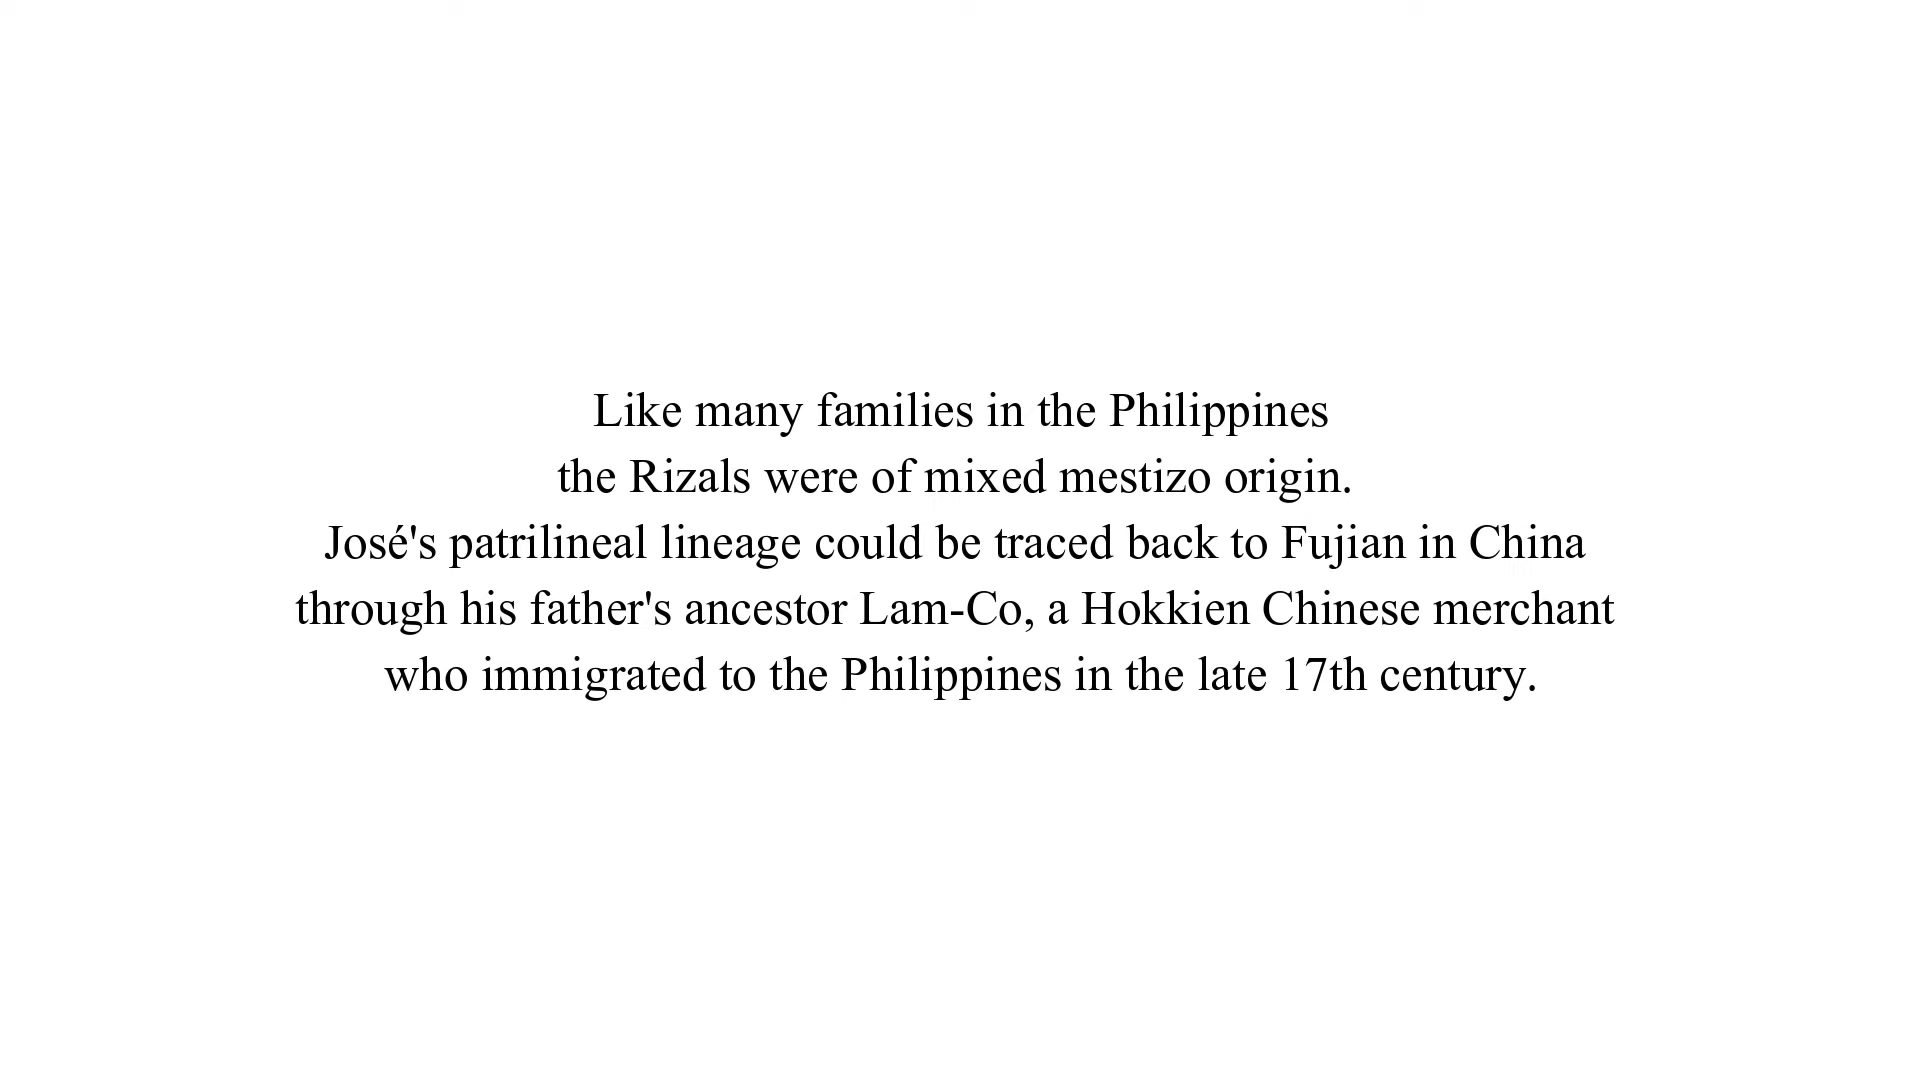 Like many families in the Philippines
the Rizals were of mixed mestizo origin.
José's patrilineal lineage could be traced back to Fujian in China
through his father's ancestor Lam-Co, a Hokkien Chinese merchant
who immigrated to the Philippines in the late 17th century.